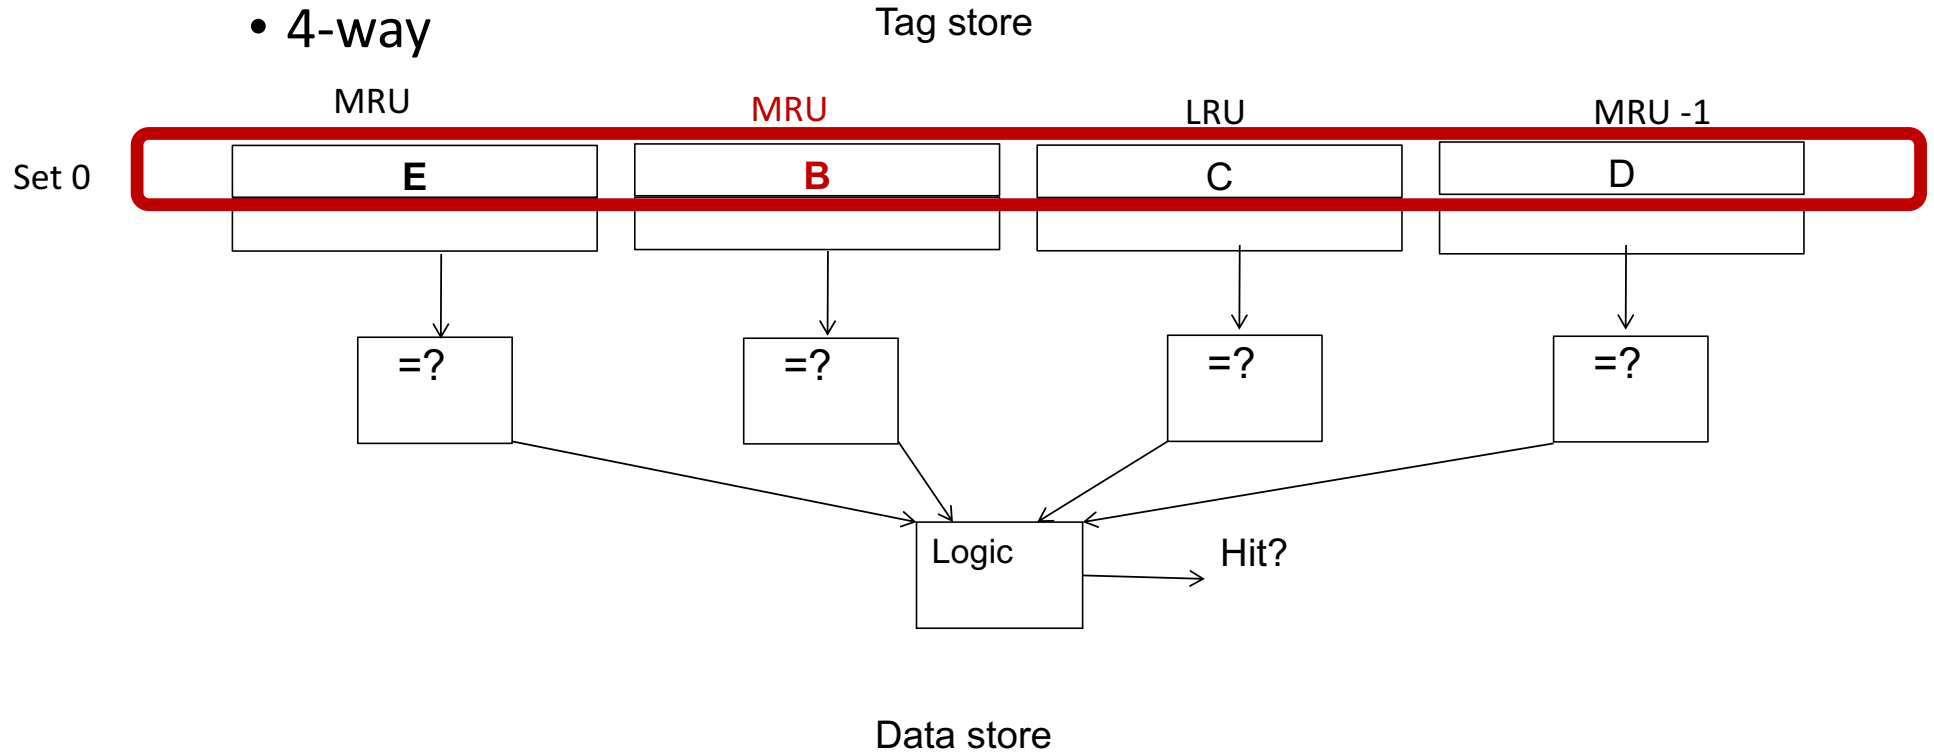 • 4-way
Tag store
MRU
MRU
LRU
MRU -1
Set 0
E
B
C
D
=?
=?
=?
=?
Logic
Hit?
Data store